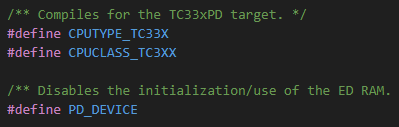 /** Compiles for the TC33xPD target. */
#define CPUTYPE_TC33X
#define CPUCLASS_TC3XX
/** Disables the initialization/use of the ED RAM.
#define PD_DEVICE